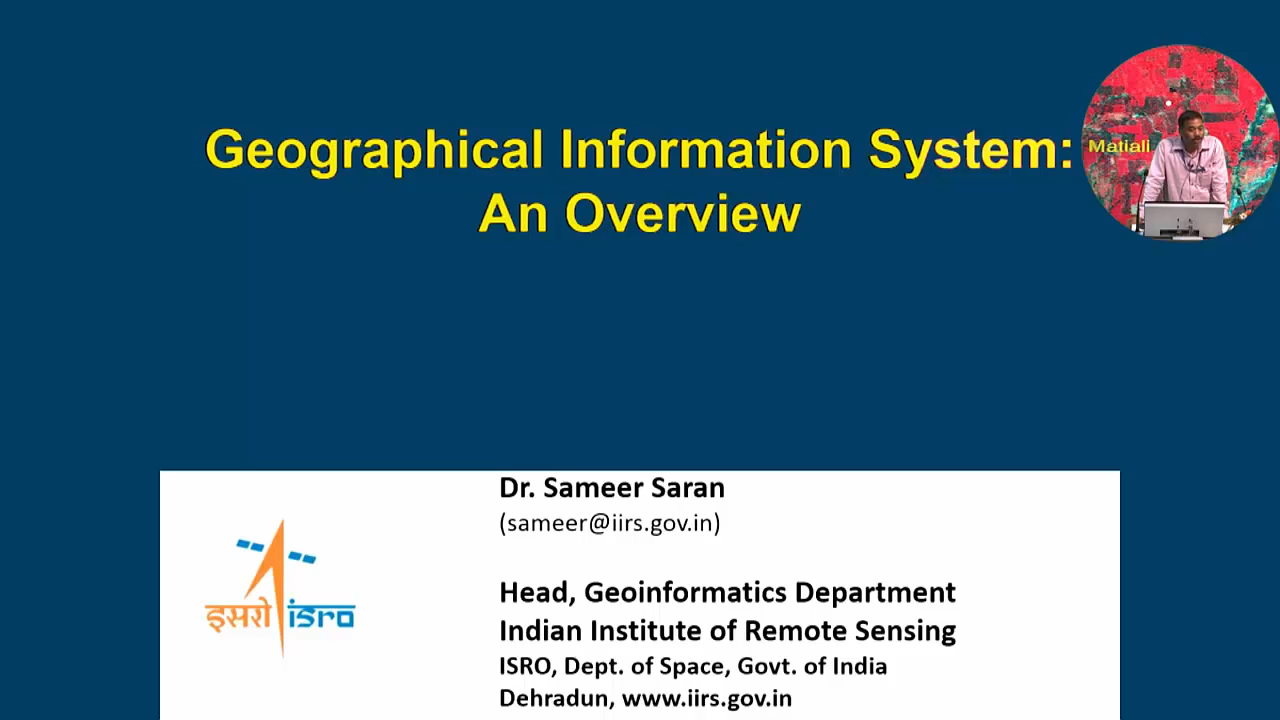 Geographical Information System:
An Overview
Matiali
Dr. Sameer Saran
(sameer@iirs.gov.in)
Head, Geoinformatics Department
Indian Institute of Remote Sensing
ISRO, Dept. of Space, Govt. of India
Dehradun, www.iirs.gov.in
इसरो isro